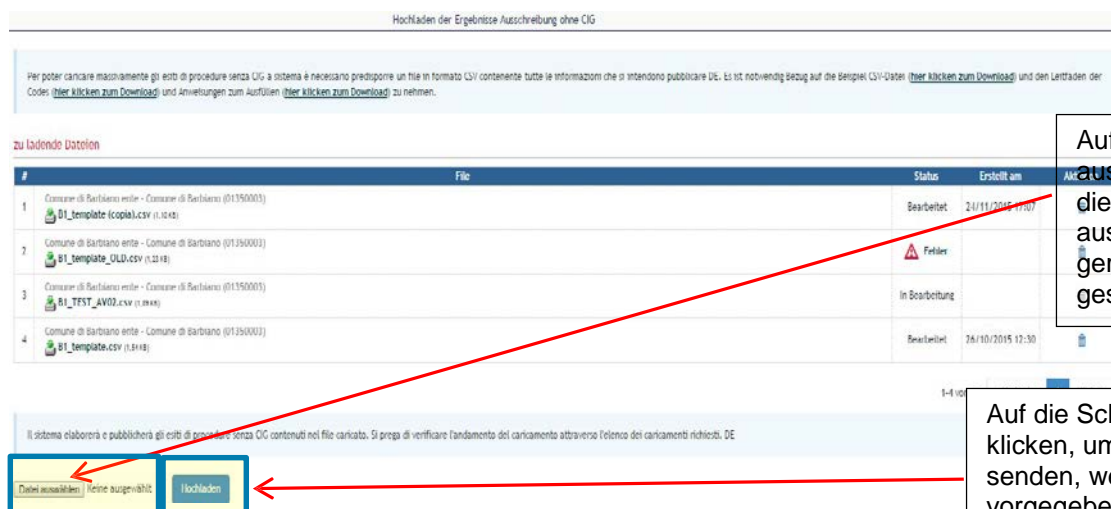 Hochladen der Ergebnisse Ausschreibung ohne CIG
Per poter caricare massivamente gli esiti di procedure senza CIG a sistema è necessario predisporre un file in formato CSV contenente tutte le informazioni che si intendono pubblicare DE. Es ist notwendig Bezug auf die Beispiel CSV-Datei (hier klicken zum Download) und den Leitfaden der
Codes (hier klicken zum Download) und Anweisungen zum Ausfüllen (hier klicken zum Download) zu nehmen.
zu ladende Dateien
# File Status Erstellt am
Comune di Barbiano ente - Comune di Barbiano (01350003)
1 B1_template (copia).csv Bearbeitet
Comune di Barbiano ente - Comune di Barbiano (01350003)
2 B1_template_OLD.csv Fehler
Comune di Barbiano ente - Comune di Barbiano (01350003)
3 B1_TEST_AV02.csv In Bearbeitung
Comune di Barbiano ente - Comune di Barbiano (01350003)
4 B1_template.csv Bearbeitet 26/10/2015 12:30
1-4
Il sistema elaborerà e pubblicherà gli esiti di procedure senza CIG contenuti nel file caricato. Si prega di verificare l'andamento del caricamento attraverso l'elenco dei caricamenti richiesti. DE
Datei auswählen Keine ausgewählt Hochladen
die
Auf die
klicken, um
senden,